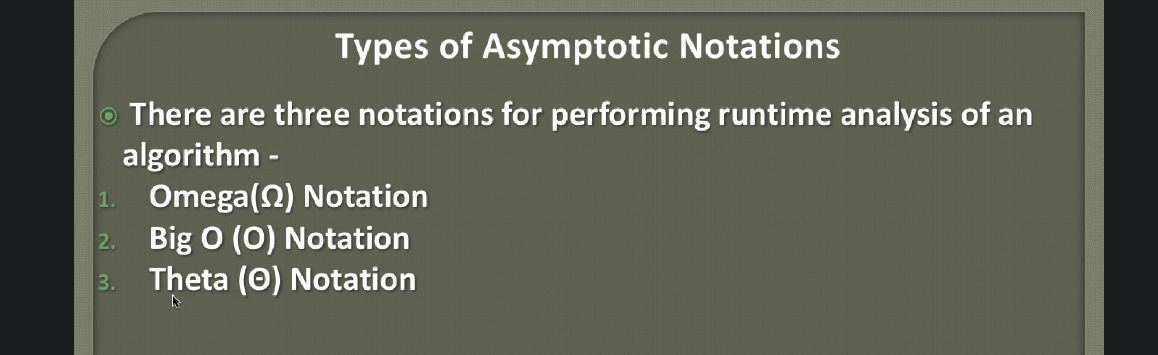 Types of Asymptotic Notations
There are three notations for performing runtime analysis of an
algorithm -
1. Omega(Ω) Notation
2. Big O (O) Notation
3. Theta (Θ) Notation